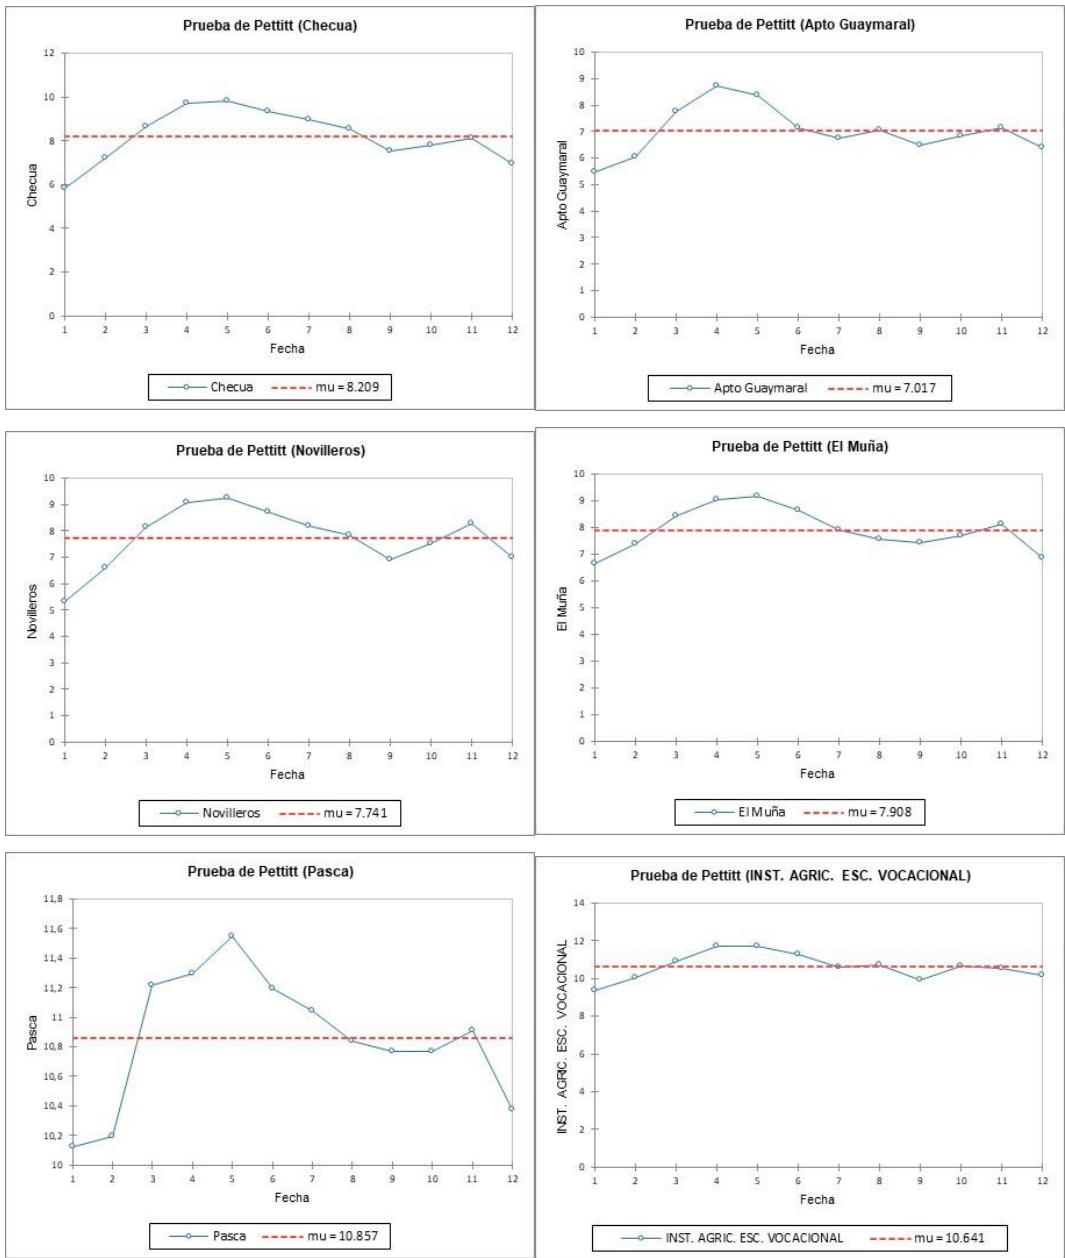 Prueba de Pettitt (Checua)
12
10
8
6
4
2
0
Checua
1 2 3 4 5 6 7 8 9 10 11 12
Fecha
Checua mu = 8.209
Prueba de Pettitt (Apto Guaymaral)
10
9
8
7
6
5
4
3
2
1
0
Apto Guaymaral
1 2 3 4 5 6 7 8 9 10 11 12
Fecha
Apto Guaymaral mu = 7.017
Prueba de Pettitt (Novilleros)
10
9
8
7
6
5
4
3
2
1
0
Novilleros
1 2 3 4 5 6 7 8 9 10 11 12
Fecha
Novilleros mu = 7.741
Prueba de Pettitt (El Muña)
10
9
8
7
6
5
4
3
2
1
0
El Muña
1 2 3 4 5 6 7 8 9 10 11 12
Fecha
El Muña mu = 7.908
Prueba de Pettitt (Pasca)
11,8
11,6
11,4
11,2
11
10,8
10,6
10,4
10,2
10
Pasca
1 2 3 4 5 6 7 8 9 10 11 12
Fecha
Pasca mu = 10.857
Prueba de Pettitt (INST. AGRIC. ESC. VOCACIONAL)
14
12
10
8
6
4
2
0
INST. AGRIC. ESC. VOCACIONAL
1 2 3 4 5 6 7 8 9 10 11 12
Fecha
INST. AGRIC. ESC. VOCACIONAL mu = 10.641